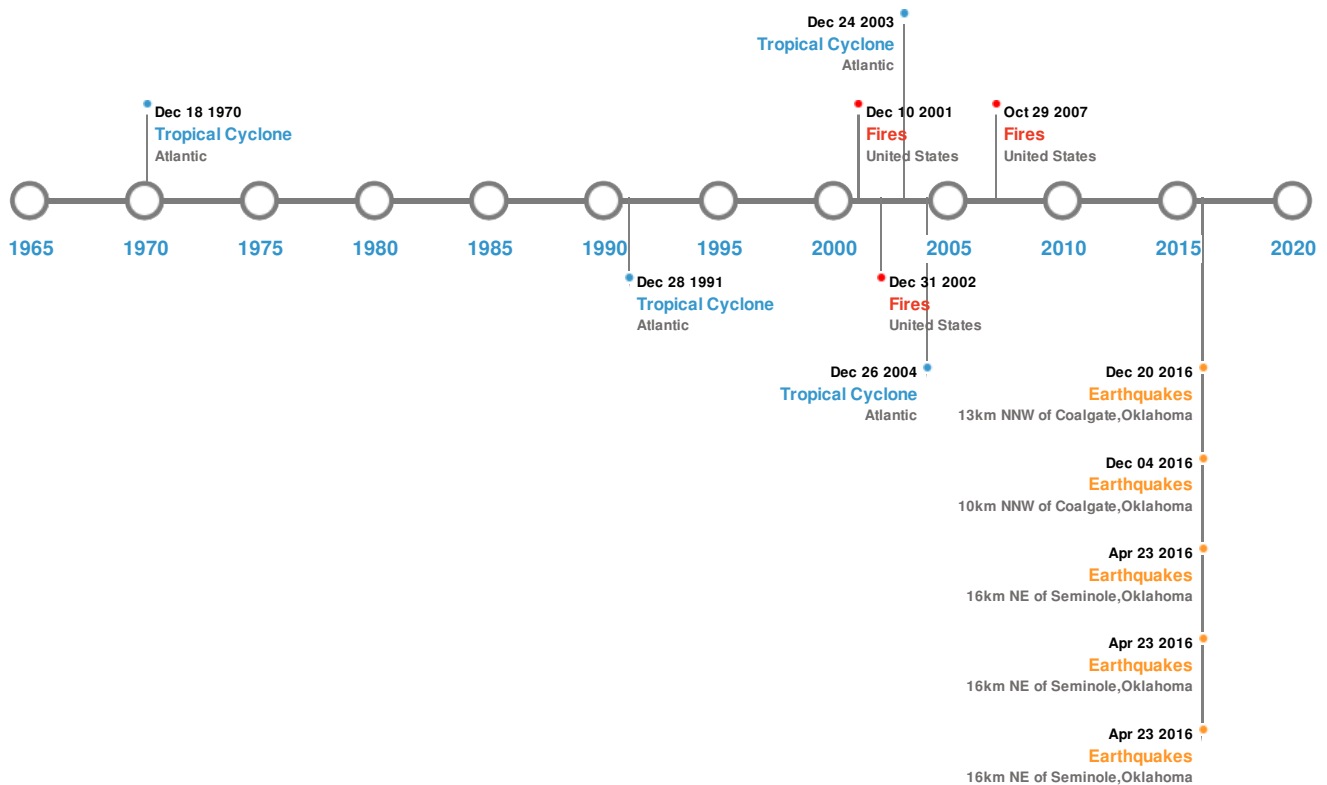 Dec 24 2003
Tropical Cyclone
Atlantic
Dec 18 1970
Tropical Cyclone
Atlantic
Dec 10 2001
Fires
United States
Oct 29 2007
Fires
United States
1965 1970 1975 1980 1985 1990 1995 2000 2005 2010 2015 2020
Dec 28 1991
Tropical Cyclone
Atlantic
Dec 31 2002
Fires
United States
Dec 26 2004
Tropical Cyclone
Atlantic
Dec 20 2016
Earthquakes
13km NNW of Coalgate,Oklahoma
Dec 04 2016
Earthquakes
10km NNW of Coalgate,Oklahoma
Apr 23 2016
Earthquakes
16km NE of Seminole,Oklahoma
Apr 23 2016
Earthquakes
16km NE of Seminole,Oklahoma
Apr 23 2016
Earthquakes
16km NE of Seminole,Oklahoma